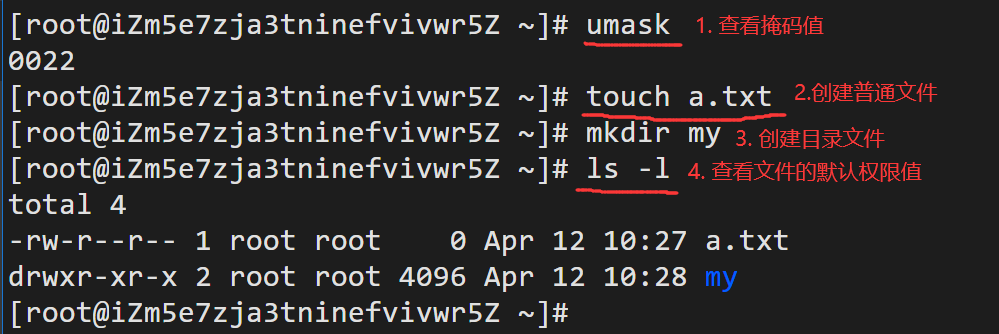 [root@iZm5e7zja3tninefvivwr5Z ~]# umask 1. 查看掩码值
0022
[root@iZm5e7zja3tninefvivwr5Z ~]# touch a.txt 2.创建普通文件
[root@iZm5e7zja3tninefvivwr5Z ~]# mkdir my 3. 创建目录文件
[root@iZm5e7zja3tninefvivwr5Z ~]# ls -l 4. 查看文件的默认权限值
total 4
-rw-r--r-- 1 root root    0 Apr 12 10:27 a.txt
drwxr-xr-x 2 root root 4096 Apr 12 10:28 my
[root@iZm5e7zja3tninefvivwr5Z ~]#